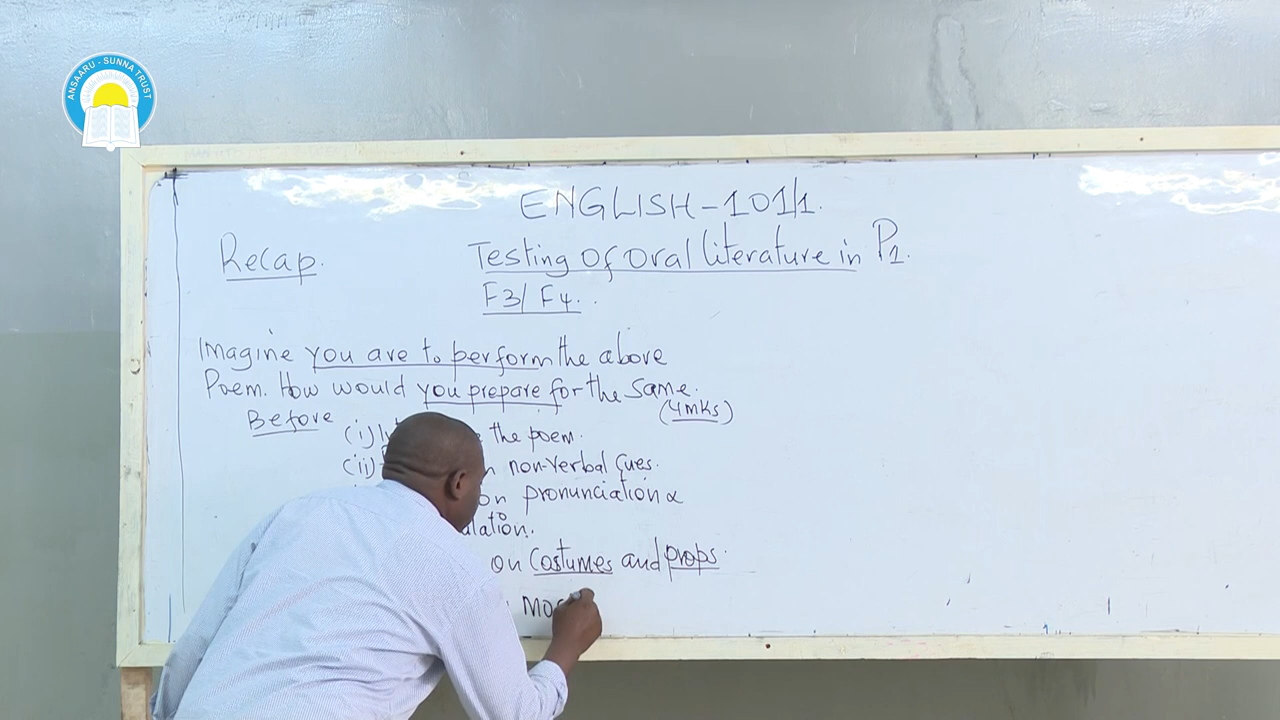 ANSAARU - SUNNA TRUST
ENGLISH-101/1.
Recap.
Testing Of Oral literature in P1.
F3/ F4..
Imagine you are to perform the above
Poem. How would you prepare for the same.
(4mks)
Before
(i) the poem.
(ii) non-verbal cues.
on pronunciation &
on costumes and props.